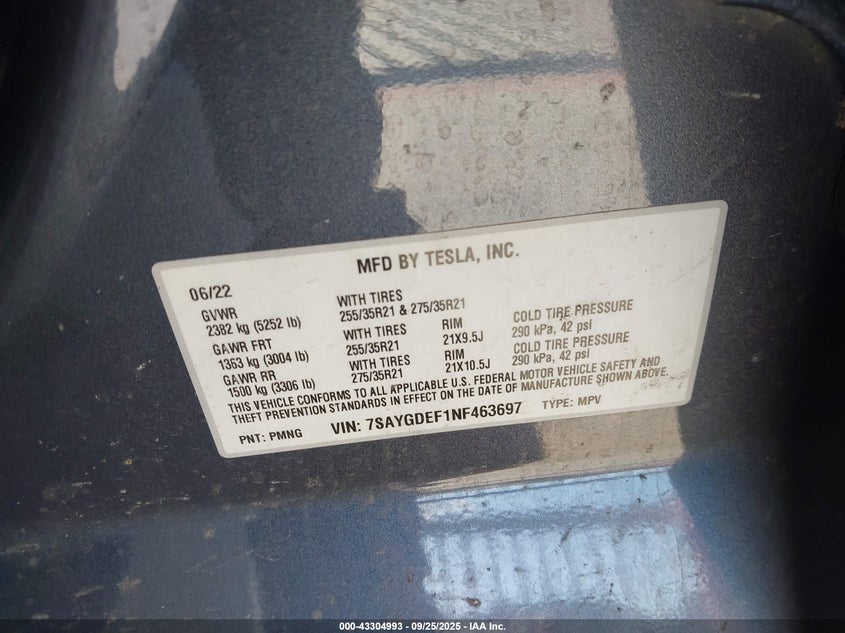 MFD BY TESLA, INC.
06/22
GVWR
2382 kg (5252 lb)
WITH TIRES
255/35R21 & 275/35R21
GAWR FRT
1363 kg (3004 lb)
WITH TIRES
255/35R21
RIM
21X9.5J
COLD TIRE PRESSURE
290 kPa, 42 psi
GAWR RR
1500 kg (3306 lb)
WITH TIRES
275/35R21
RIM
21X10.5J
COLD TIRE PRESSURE
290 kPa, 42 psi
THIS VEHICLE CONFORMS TO ALL APPLICABLE U.S. FEDERAL MOTOR VEHICLE SAFETY AND
THEFT PREVENTION STANDARDS IN EFFECT ON THE DATE OF MANUFACTURE SHOWN ABOVE.
PNT: PMNG VIN: 7SAYGDEF1NF463697 TYPE: MPV
000-43304993 - 09/25/2025 - IAA Inc.